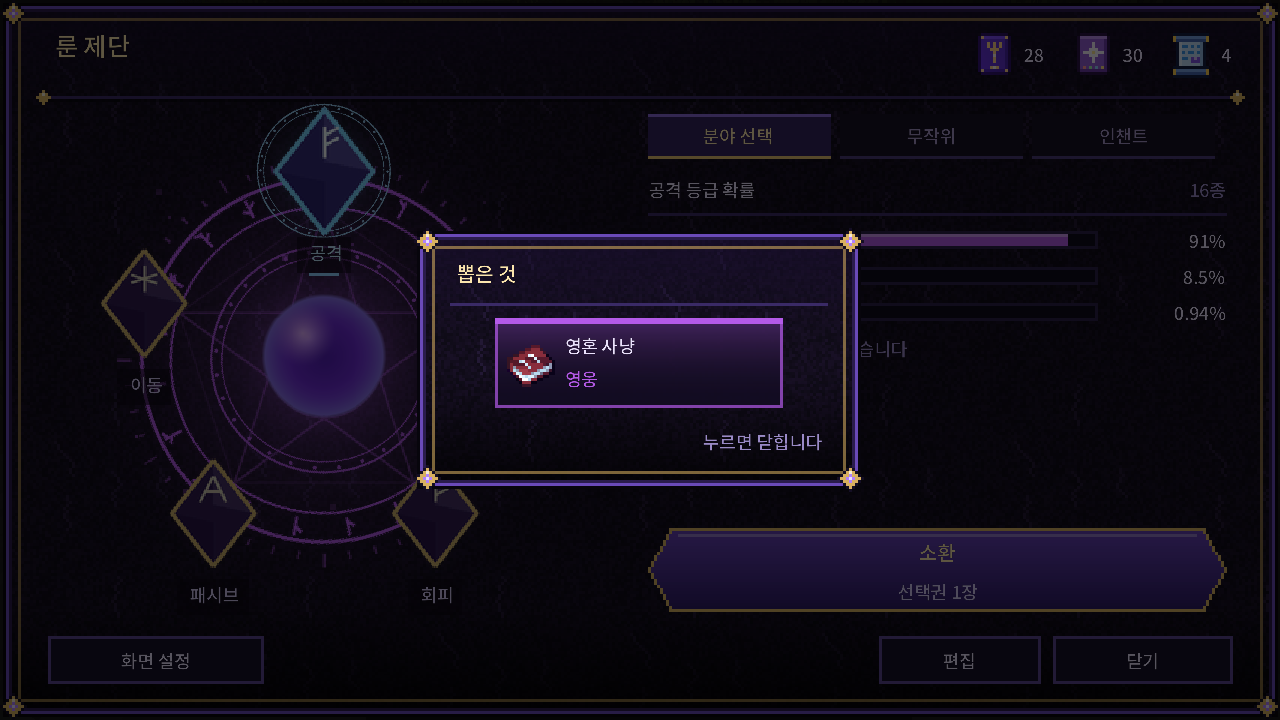 룬 제단
28
30
4
분야 선택
무작위
인챈트
공격 등급 확률
16종
공격
91%
8.5%
0.94%
습니다
뽑은 것
영혼 사냥
영웅
누르면 닫힙니다
이동
패시브
회피
소환
선택권 1장
화면 설정
편집
닫기